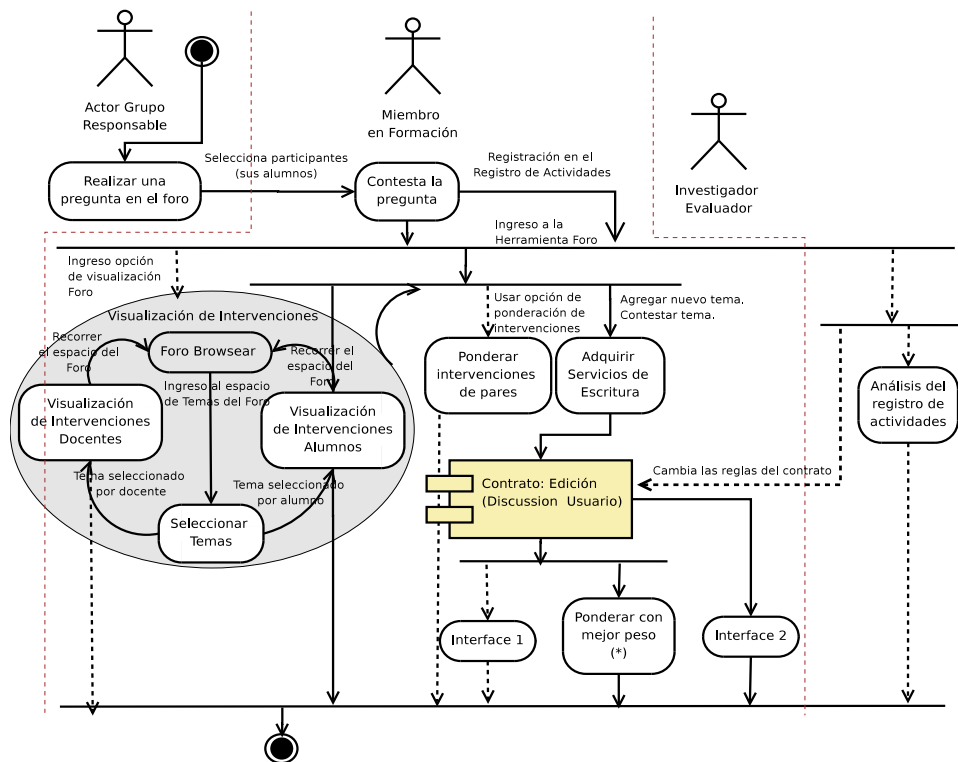 Actor Grupo
Responsable
Miembro
en Formación
Investigador
Evaluador
Realizar una
pregunta en el foro
Selecciona participantes
(sus alumnos)
Contesta la
pregunta
Registración en el
Registro de Actividades
Ingreso a la
Herramienta Foro
Ingreso opción
de visualización
Foro
Visualización de Intervenciones
Recorrer
el espacio del
Foro
Foro Browsear
Recorrer el
espacio del
Foro
Ingreso al espacio
de Temas del Foro
Visualización
de Intervenciones
Docentes
Visualización
de Intervenciones
Alumnos
Tema seleccionado
por docente
Tema seleccionado
por alumno
Seleccionar
Temas
Usar opción de
ponderación de
intervenciones
Agregar nuevo tema.
Contestar tema.
Ponderar
intervenciones
de pares
Adquirir
Servicios de
Escritura
Análisis del
registro de
actividades
Cambia las reglas del contrato
Contrato: Edición
(Discussion Usuario)
Interface 1
Ponderar con
mejor peso
(*)
Interface 2